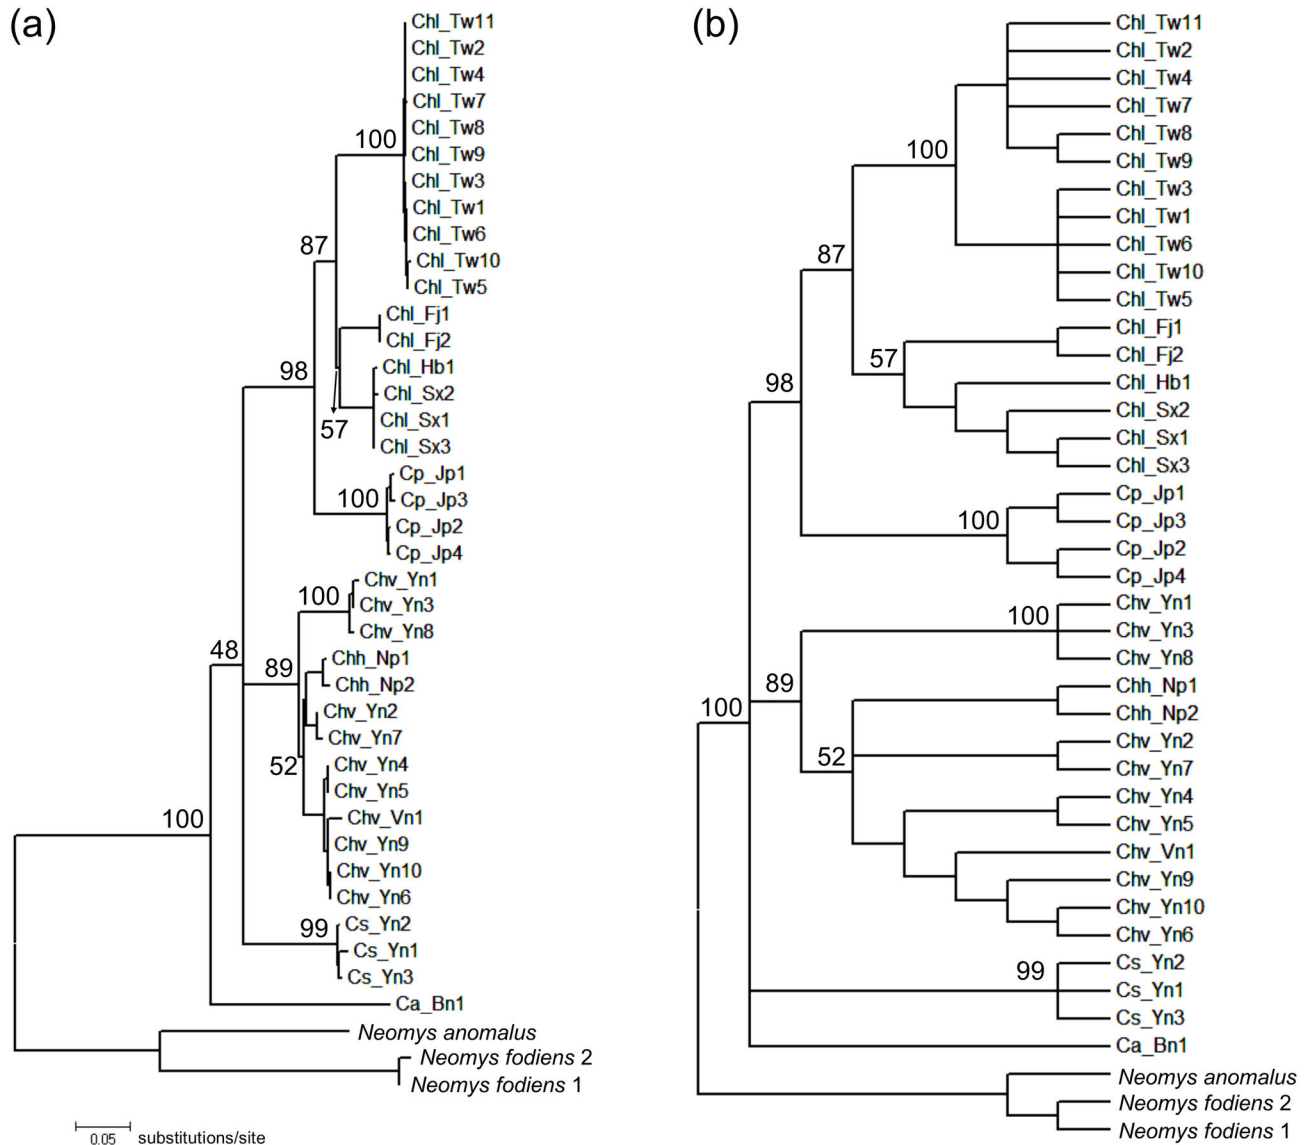 (a)
Chl_Tw11
Chl_Tw2
Chl_Tw4
Chl_Tw7
Chl_Tw8
Chl_Tw9
Chl_Tw3
Chl_Tw1
Chl_Tw6
Chl_Tw10
Chl_Tw5
Chl_Fj1
Chl_Fj2
Chl_Hb1
Chl_Sx2
Chl_Sx1
Chl_Sx3
Cp_Jp1
Cp_Jp3
Cp_Jp2
Cp_Jp4
Chv_Yn1
Chv_Yn3
Chv_Yn8
Chh_Np1
Chh_Np2
Chv_Yn2
Chv_Yn7
Chv_Yn4
Chv_Yn5
Chv_Vn1
Chv_Yn9
Chv_Yn10
Chv_Yn6
Cs_Yn2
Cs_Yn1
Cs_Yn3
Ca_Bn1
Neomys anomalus
Neomys fodiens 2
Neomys fodiens 1
100
87
98
57
100
100
48
89
52
99
100
0.05 substitutions/site
(b)
Chl_Tw11
Chl_Tw2
Chl_Tw4
Chl_Tw7
Chl_Tw8
Chl_Tw9
Chl_Tw3
Chl_Tw1
Chl_Tw6
Chl_Tw10
Chl_Tw5
Chl_Fj1
Chl_Fj2
Chl_Hb1
Chl_Sx2
Chl_Sx1
Chl_Sx3
Cp_Jp1
Cp_Jp3
Cp_Jp2
Cp_Jp4
Chv_Yn1
Chv_Yn3
Chv_Yn8
Chh_Np1
Chh_Np2
Chv_Yn2
Chv_Yn7
Chv_Yn4
Chv_Yn5
Chv_Vn1
Chv_Yn9
Chv_Yn10
Chv_Yn6
Cs_Yn2
Cs_Yn1
Cs_Yn3
Ca_Bn1
Neomys anomalus
Neomys fodiens 2
Neomys fodiens 1
100
87
57
98
100
100
89
100
52
99